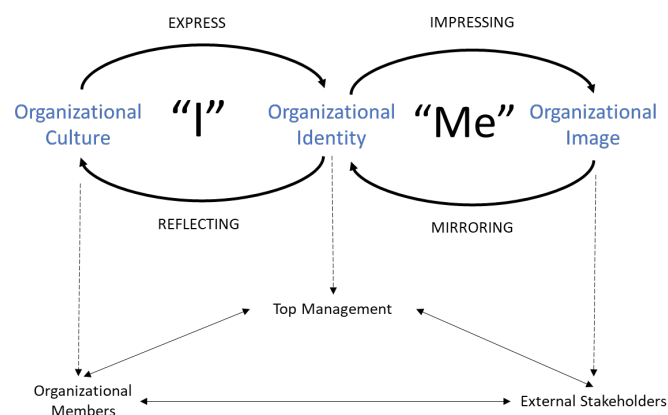 EXPRESS
IMPRESSING
Organizational
Culture
“I”
Organizational
Identity
“Me”
Organizational
Image
REFLECTING
MIRRORING
Top Management
Organizational
Members
External Stakeholders